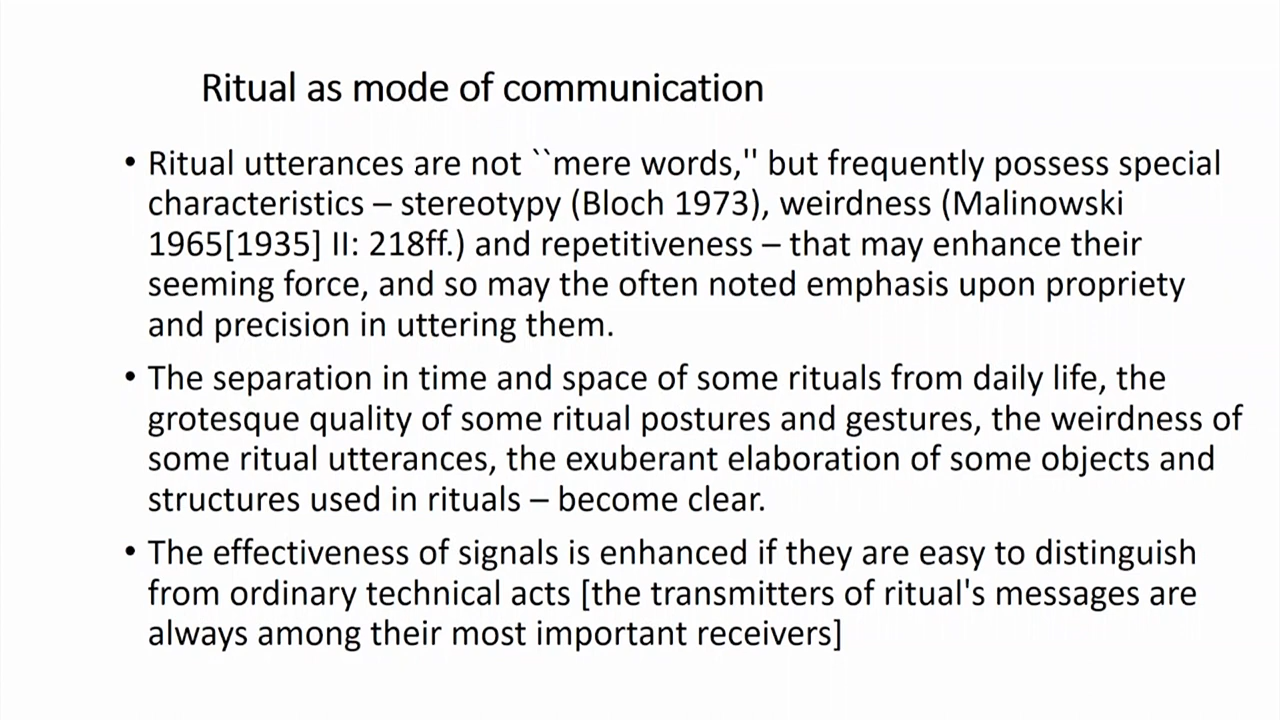 Ritual as mode of communication
• Ritual utterances are not ``mere words,'' but frequently possess special
characteristics – stereotypy (Bloch 1973), weirdness (Malinowski
1965[1935] II: 218ff.) and repetitiveness – that may enhance their
seeming force, and so may the often noted emphasis upon propriety
and precision in uttering them.
• The separation in time and space of some rituals from daily life, the
grotesque quality of some ritual postures and gestures, the weirdness of
some ritual utterances, the exuberant elaboration of some objects and
structures used in rituals – become clear.
• The effectiveness of signals is enhanced if they are easy to distinguish
from ordinary technical acts [the transmitters of ritual's messages are
always among their most important receivers]